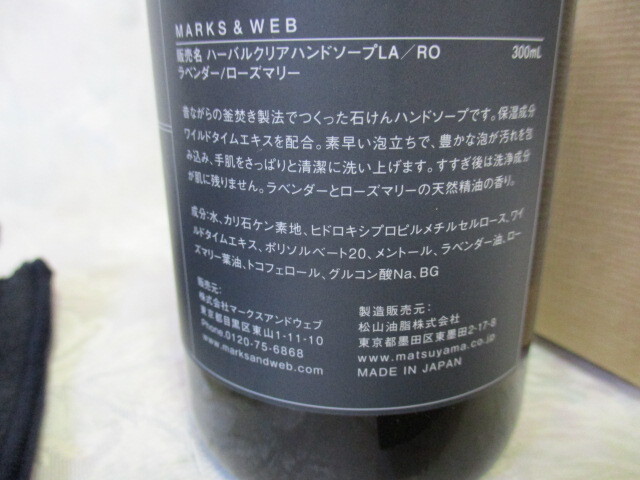 MARKS & WEB
販売名 ハーバルクリアハンドソープLA／RO 300mL
ラベンダー/ローズマリー
昔ながらの釜焚き製法でつくった石けんハンドソープです。保湿成分
ワイルドタイムエキスを配合。素早い泡立ちで、豊かな泡が汚れを包
み込み、手肌をさっぱりと清潔に洗い上げます。すすぎ後は洗浄成分
が肌に残りません。ラベンダーとローズマリーの天然精油の香り。
成分:水、カリ石ケン素地、ヒドロキシプロピルメチルセルロース、ワイ
ルドタイムエキス、ポリソルベート20、メントール、ラベンダー油、ロー
ズマリー葉油、トコフェロール、グルコン酸Na、BG
販売元:
株式会社マークスアンドウェブ
東京都目黒区東山1-11-10
Phone.0120-75-6868
www.marksandweb.com
製造販売元:
松山油脂株式会社
東京都墨田区東墨田2-17-8
www.matsuyama.co.jp
MADE IN JAPAN